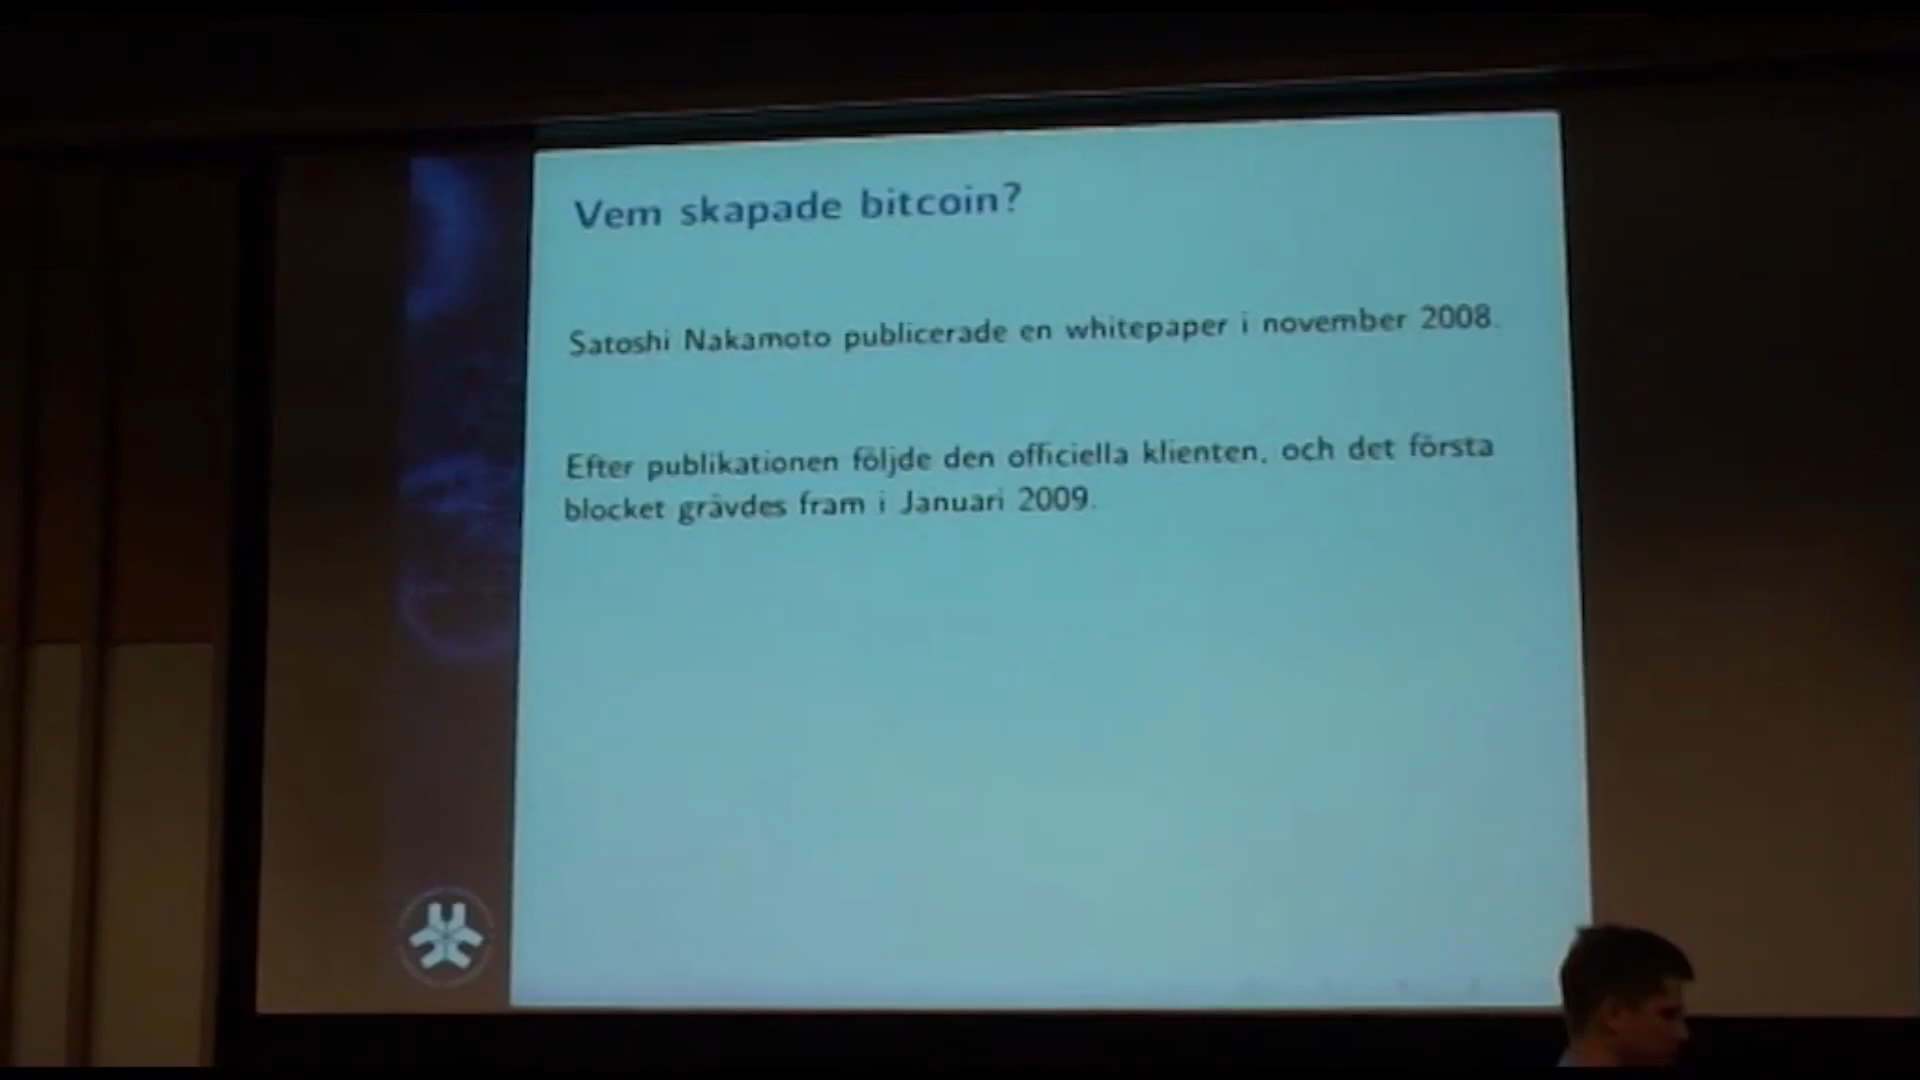 Vem skapade bitcoin?
Satoshi Nakamoto publicerade en whitepaper i november 2008.
Efter publikationen följde den officiella klienten, och det första
blocket grävdes fram i Januari 2009.